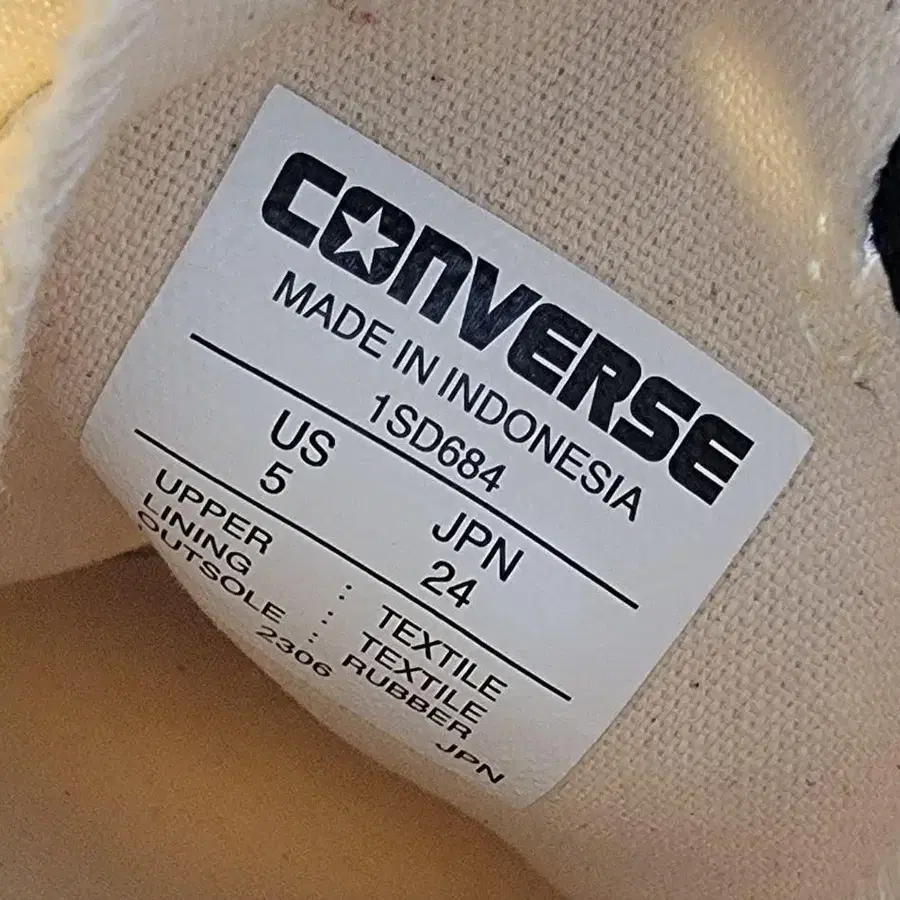 CONVERSE
MADE IN INDONESIA
1SD684
US JPN
5 24
UPPER : TEXTILE
LINING : TEXTILE
OUTSOLE : RUBBER
2306 JPN